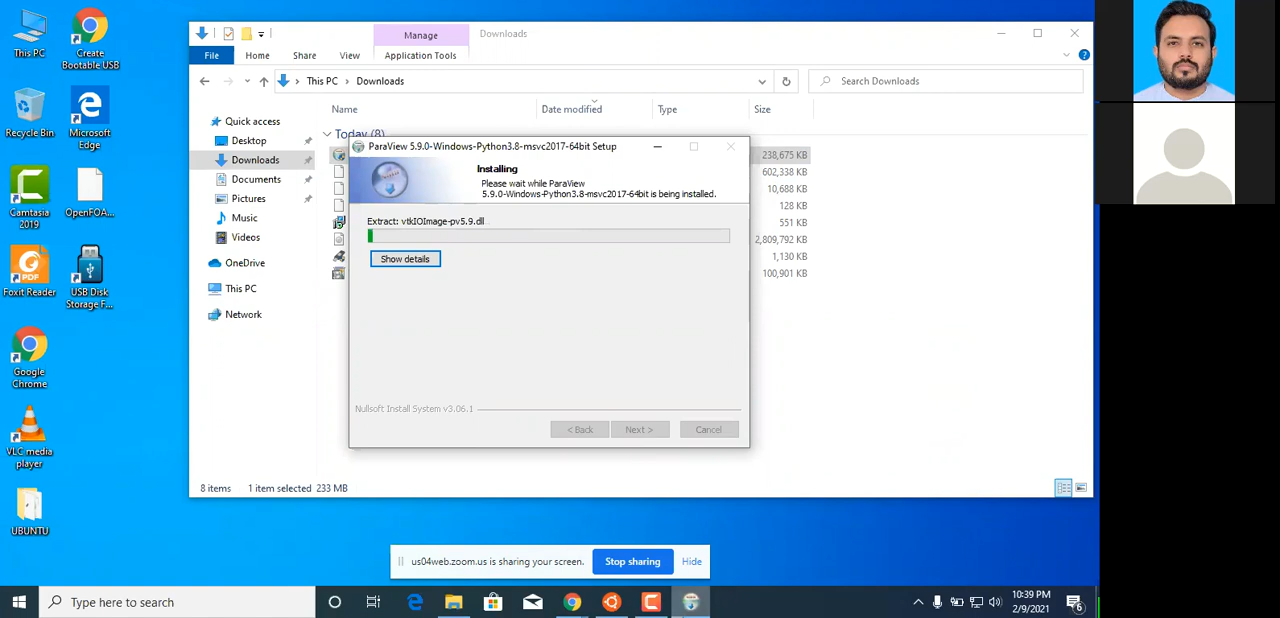 This PC
Create
Bootable USB
Recycle Bin
Microsoft
Edge
Camtasia
2019
OpenFOA...
Foxit Reader
USB Disk
Storage F...
Google
Chrome
VLC media
player
UBUNTU
Manage
Downloads
File
Home
Share
View
Application Tools
This PC
Downloads
Search Downloads
Name
Date modified
Type
Size
Quick access
Desktop
Downloads
Documents
Pictures
Music
Videos
OneDrive
This PC
Network
Today (8)
238,675 KB
602,338 KB
10,688 KB
128 KB
551 KB
2,809,792 KB
1,130 KB
100,901 KB
ParaView 5.9.0-Windows-Python3.8-msvc2017-64bit Setup
Installing
Please wait while ParaView
5.9.0-Windows-Python3.8-msvc2017-64bit is being installed.
Extract: vtkIOImage-pv5.9.dll
Show details
Nullsoft Install System v3.06.1
< Back
Next >
Cancel
8 items
1 item selected 233 MB
us04web.zoom.us is sharing your screen.
Stop sharing
Hide
Type here to search
10:39 PM
2/9/2021
6